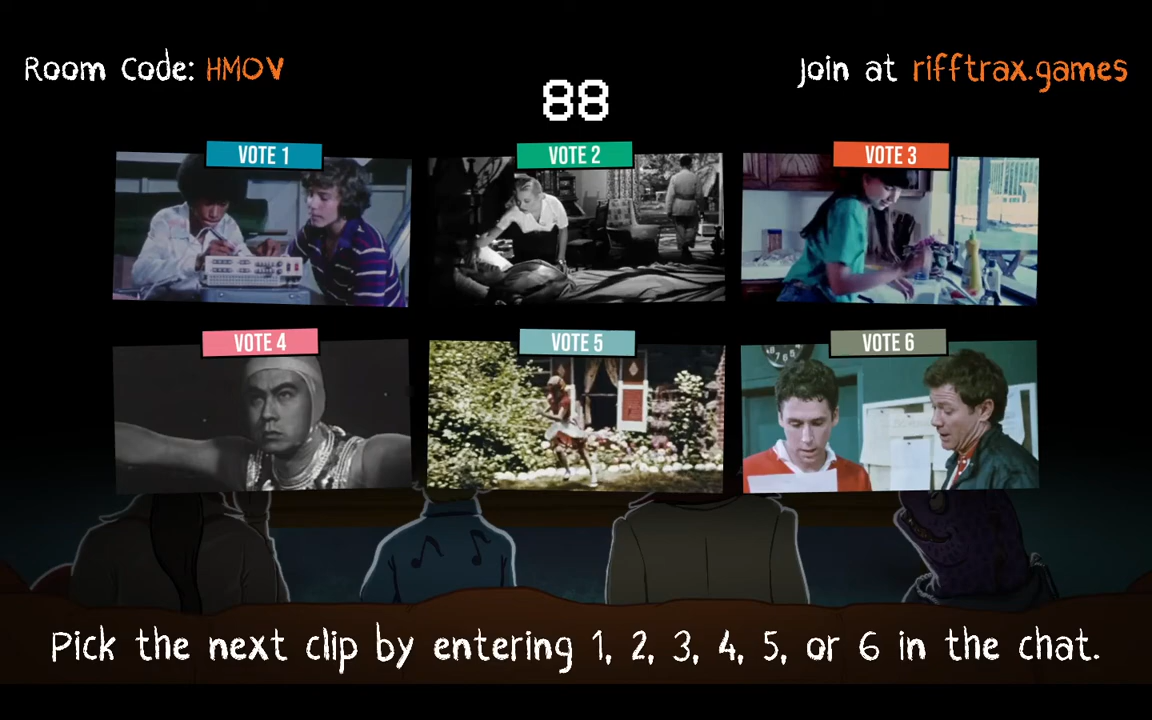 Room Code: HMOV
Join at rifftrax.games
88
VOTE 1
VOTE 2
VOTE 3
VOTE 4
VOTE 5
VOTE 6
Pick the next clip by entering 1, 2, 3, 4, 5, or 6 in the chat.